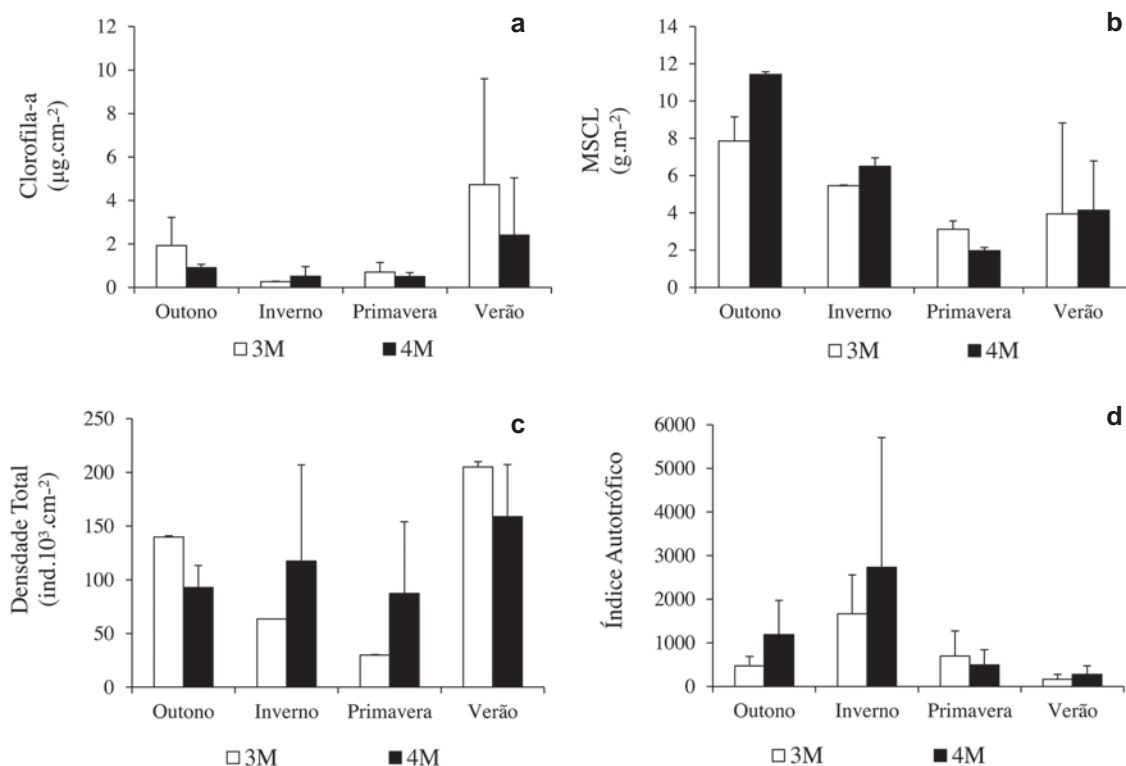 a
Clorofila-a
(µg.cm-²)
12
10
8
6
4
2
0
Outono Inverno Primavera Verão
3M 4M
b
MSCL
(g.m-²)
14
12
10
8
6
4
2
0
Outono Inverno Primavera Verão
3M 4M
c
Densdade Total
(ind.10³.cm-²)
250
200
150
100
50
0
Outono Inverno Primavera Verão
3M 4M
d
Índice Autotrófico
6000
5000
4000
3000
2000
1000
0
Outono Inverno Primavera Verão
3M 4M